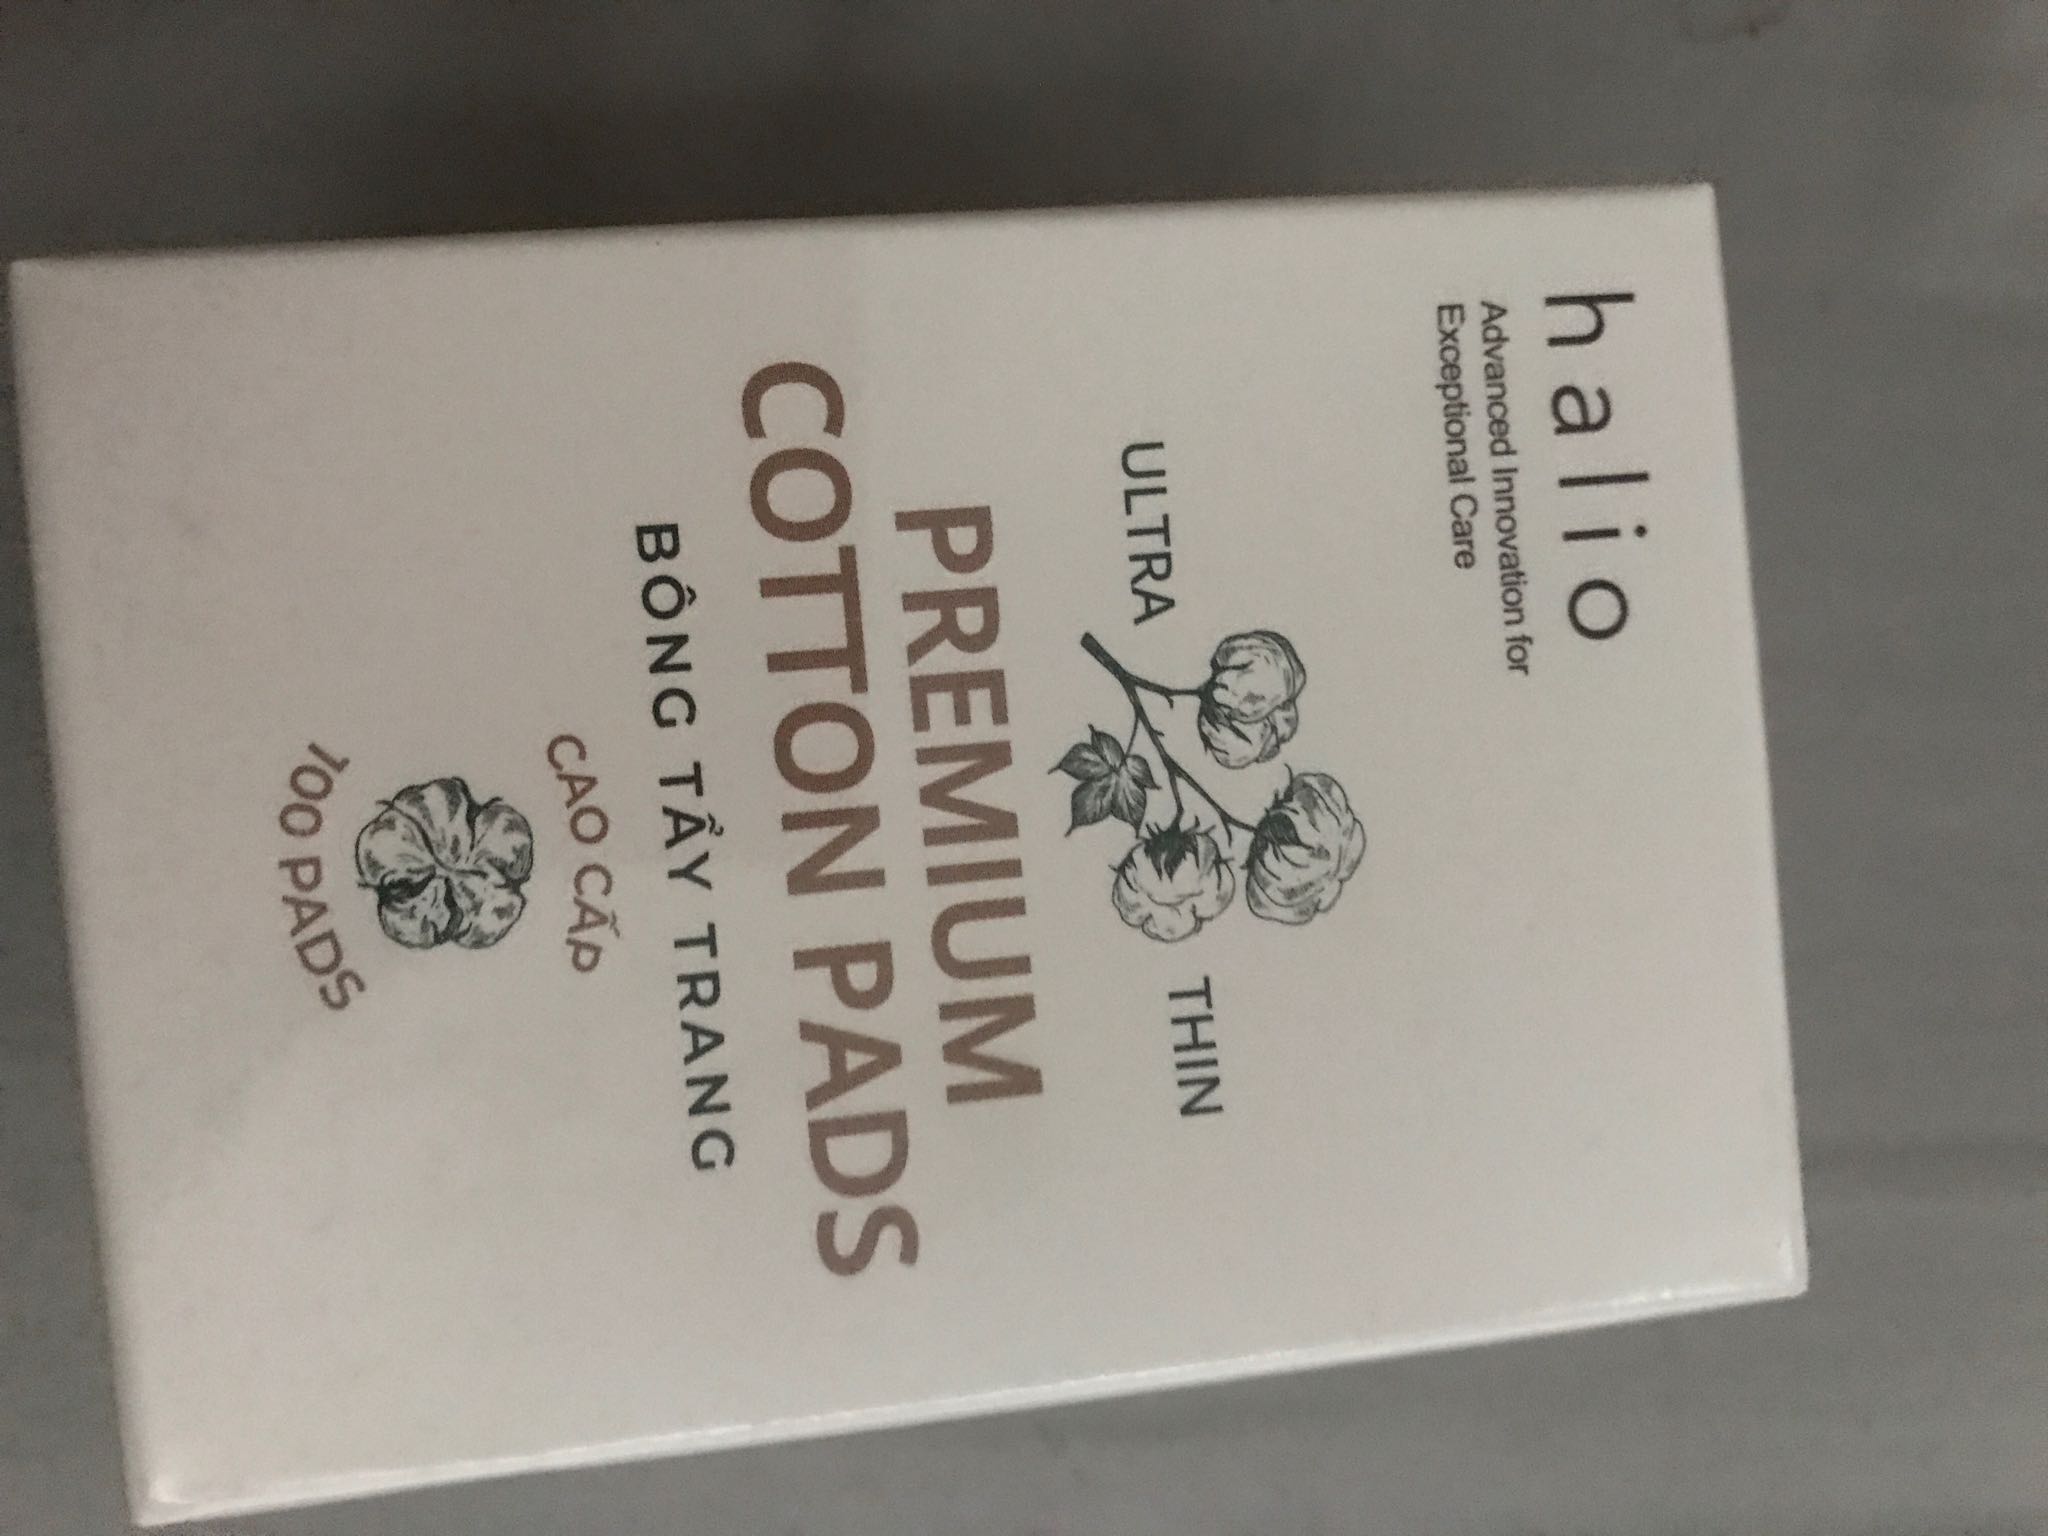 halio
Advanced Innovation for
Exceptional Care
ULTRA THIN
PREMIUM
COTTON PADS
BÔNG TẨY TRANG
CAO CẤP
100 PADS